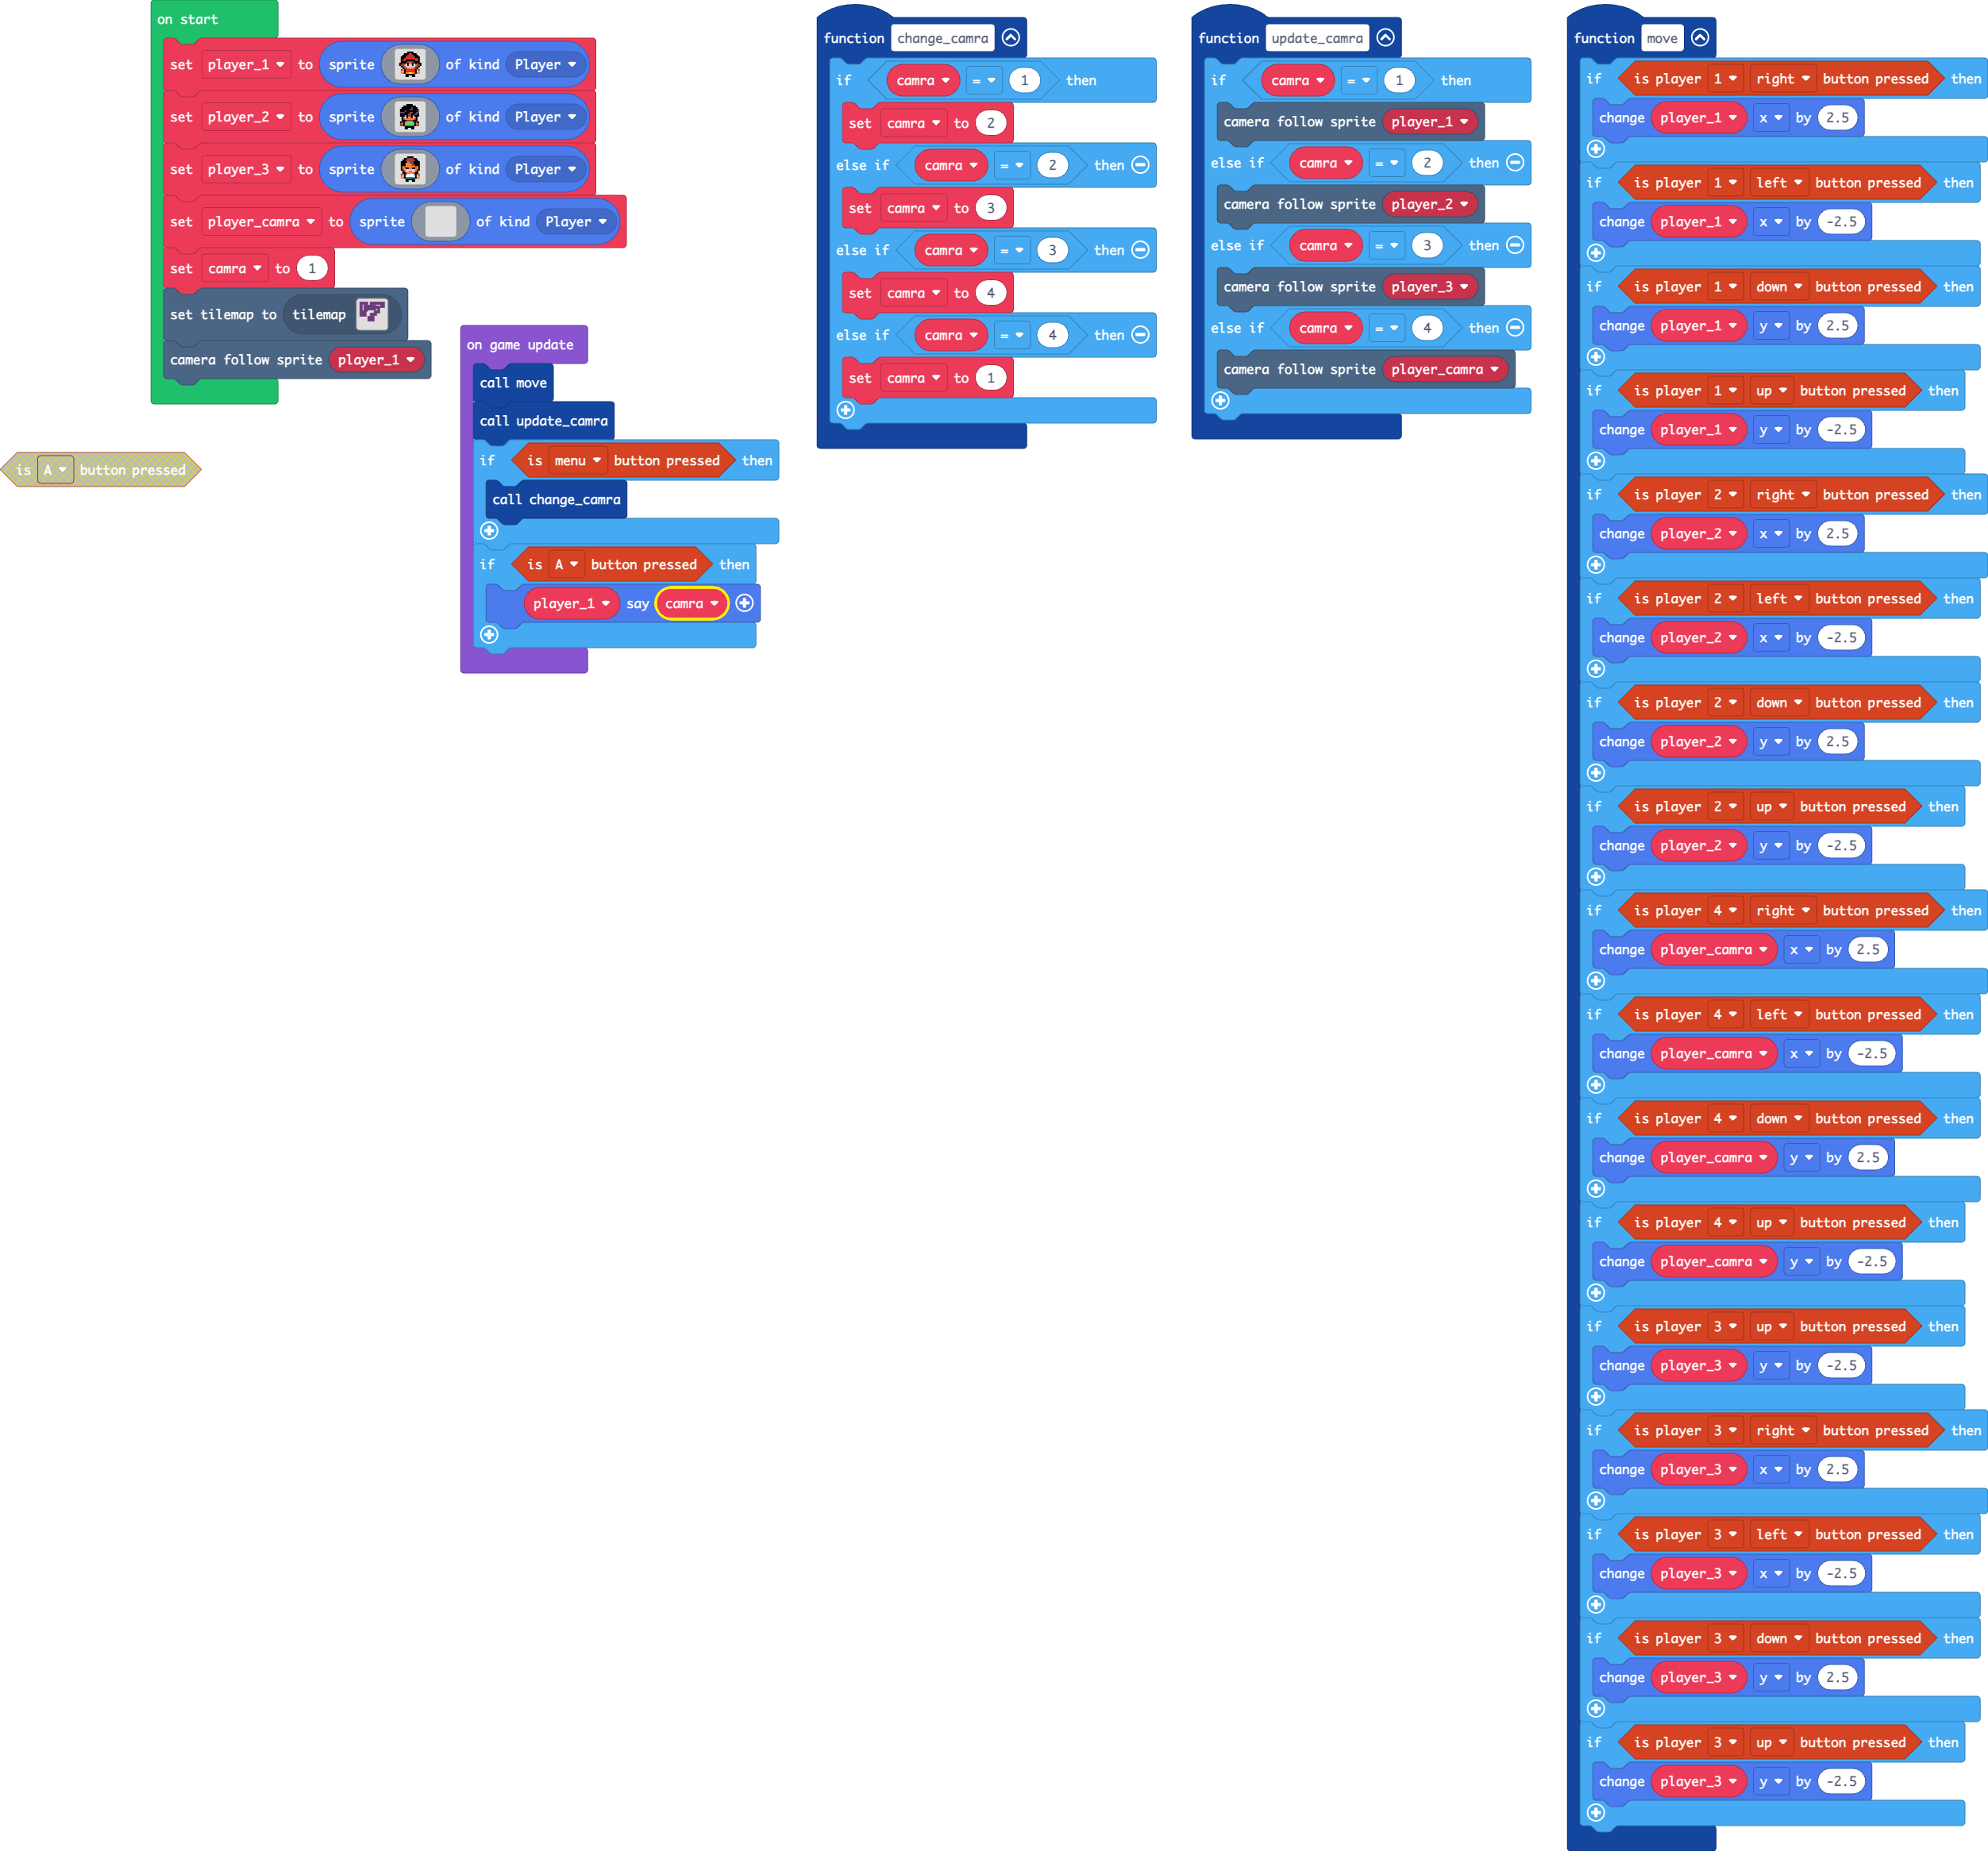 on start
set player_1 to sprite of kind Player
set player_2 to sprite of kind Player
set player_3 to sprite of kind Player
set player_camra to sprite of kind Player
set camra to 1
set tilemap to tilemap
camera follow sprite player_1
is A button pressed
on game update
call move
call update_camra
if is menu button pressed then
call change_camra
if is A button pressed then
player_1 say camra
function change_camra
if camra = 1 then
set camra to 2
else if camra = 2 then
set camra to 3
else if camra = 3 then
set camra to 4
else if camra = 4 then
set camra to 1
function update_camra
if camra = 1 then
camera follow sprite player_1
else if camra = 2 then
camera follow sprite player_2
else if camra = 3 then
camera follow sprite player_3
else if camra = 4 then
camera follow sprite player_camra
function move
if is player 1 right button pressed then
change player_1 x by 2.5
if is player 1 left button pressed then
change player_1 x by -2.5
if is player 1 down button pressed then
change player_1 y by 2.5
if is player 1 up button pressed then
change player_1 y by -2.5
if is player 2 right button pressed then
change player_2 x by 2.5
if is player 2 left button pressed then
change player_2 x by -2.5
if is player 2 down button pressed then
change player_2 y by 2.5
if is player 2 up button pressed then
change player_2 y by -2.5
if is player 4 right button pressed then
change player_camra x by 2.5
if is player 4 left button pressed then
change player_camra x by -2.5
if is player 4 down button pressed then
change player_camra y by 2.5
if is player 4 up button pressed then
change player_camra y by -2.5
if is player 3 up button pressed then
change player_3 y by -2.5
if is player 3 right button pressed then
change player_3 x by 2.5
if is player 3 left button pressed then
change player_3 x by -2.5
if is player 3 down button pressed then
change player_3 y by 2.5
if is player 3 up button pressed then
change player_3 y by -2.5